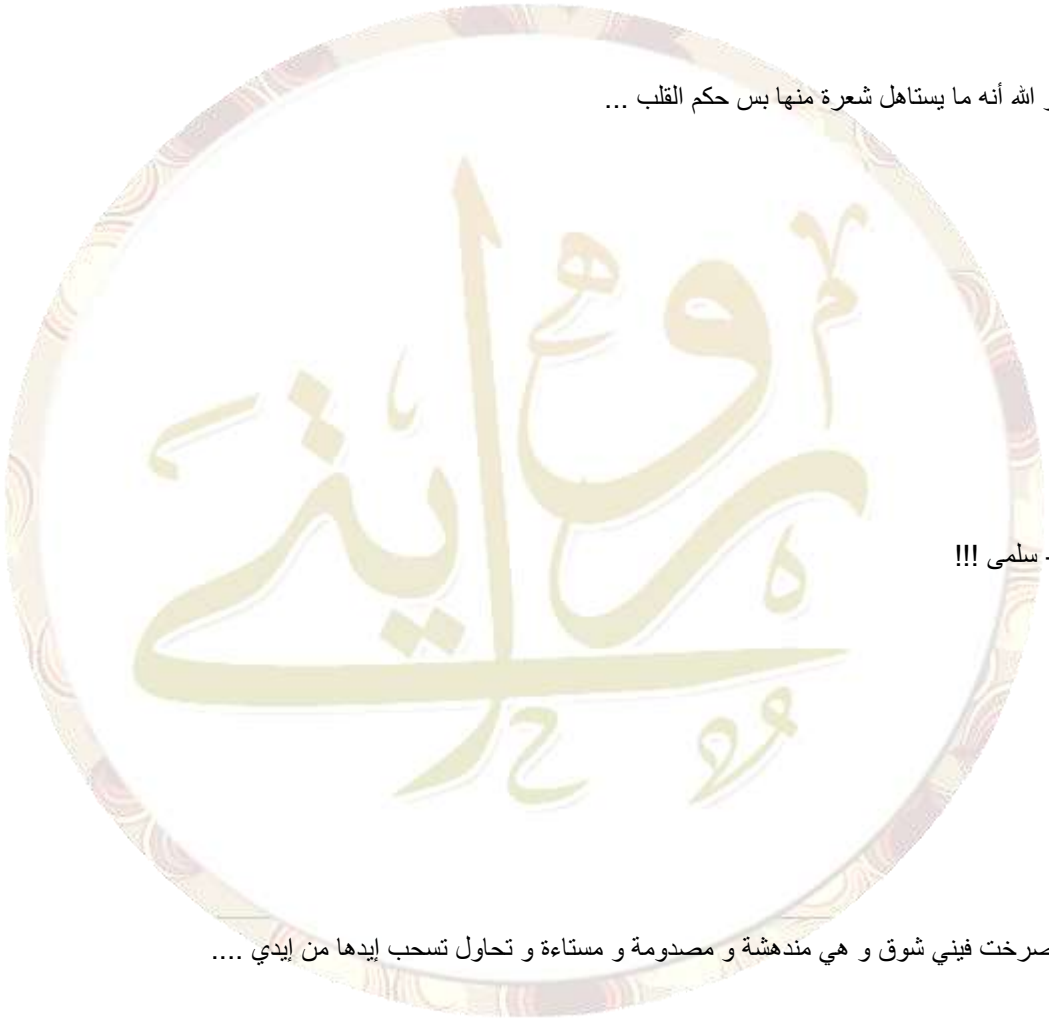 و الله أنه ما يستاهل شعرة منها بس حكم القلب ...
روايتي
- سلمى !!!
صرخت فيني شوق و هي مندهشة و مصدومة و مستاءة و تحاول تسحب إيدها من إيدي ....